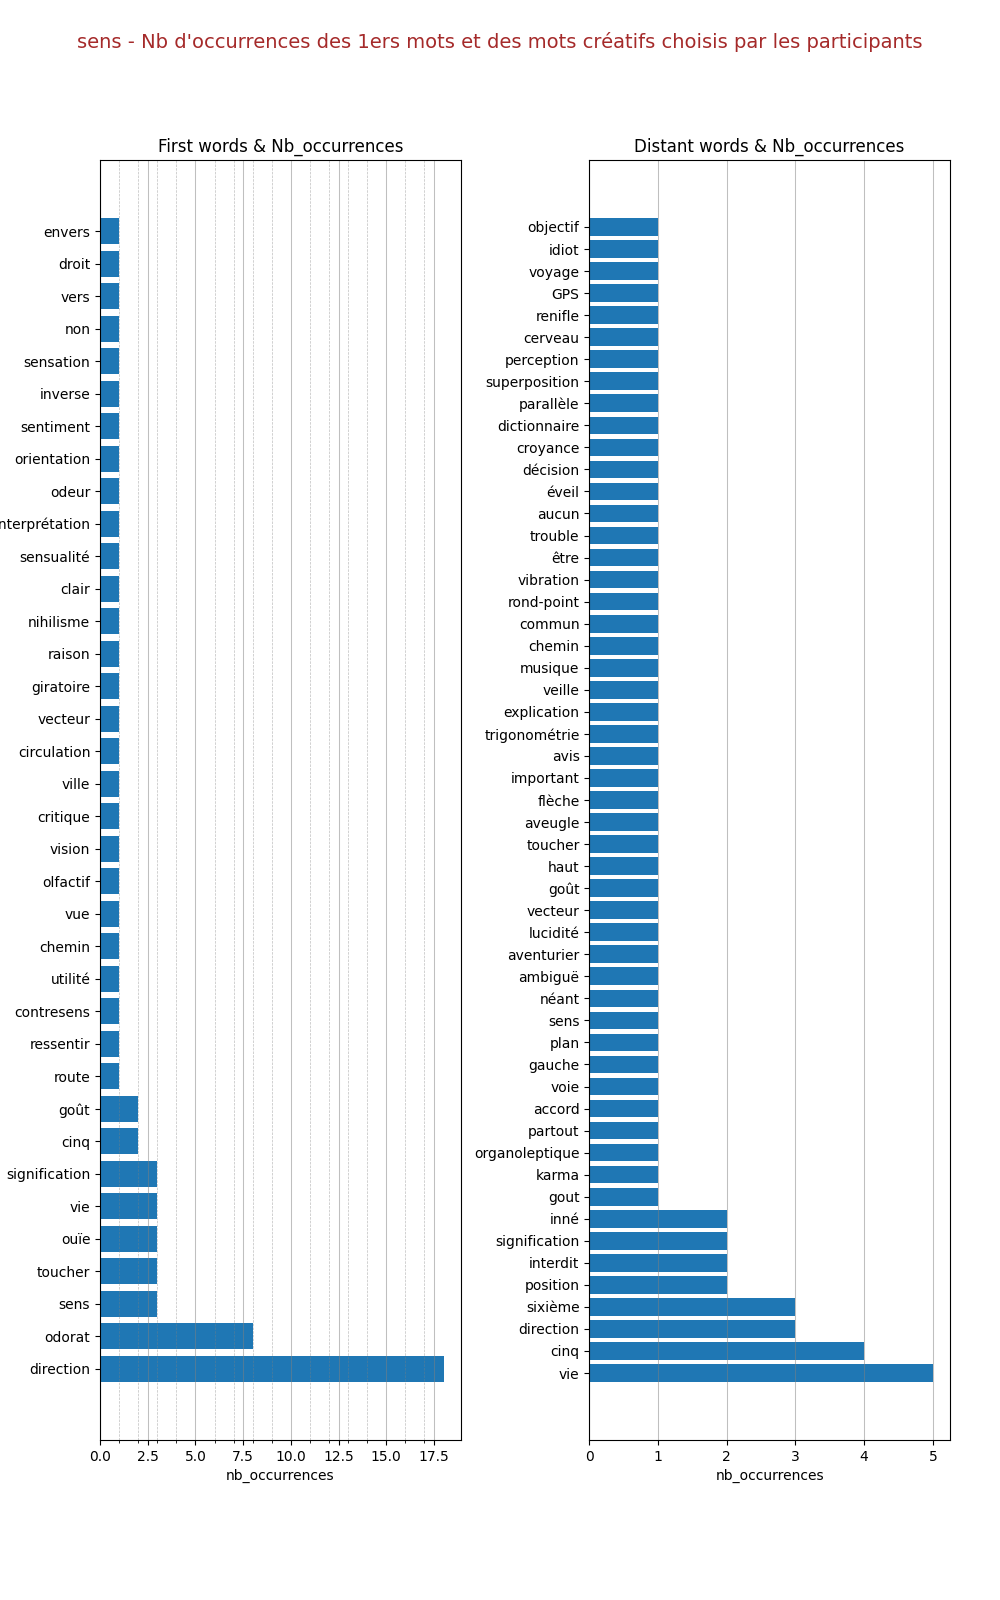 sens - Nb d'occurrences des 1ers mots et des mots créatifs choisis par les participants
First words & Nb_occurrences
envers
droit
vers
non
sensation
inverse
sentiment
orientation
odeur
nterprétation
sensualité
clair
nihilisme
raison
giratoire
vecteur
circulation
ville
critique
vision
olfactif
vue
chemin
utilité
contresens
ressentir
route
goût
cinq
signification
vie
ouïe
toucher
sens
odorat
direction
0.0 2.5 5.0 7.5 10.0 12.5 15.0 17.5
nb_occurrences
Distant words & Nb_occurrences
objectif
idiot
voyage
GPS
renifle
cerveau
perception
superposition
parallèle
dictionnaire
croyance
décision
éveil
aucun
trouble
être
vibration
rond-point
commun
chemin
musique
veille
explication
trigonométrie
avis
important
flèche
aveugle
toucher
haut
goût
vecteur
lucidité
aventurier
ambiguë
néant
sens
plan
gauche
voie
accord
partout
organoleptique
karma
gout
inné
signification
interdit
position
sixième
direction
cinq
vie
0 1 2 3 4 5
nb_occurrences